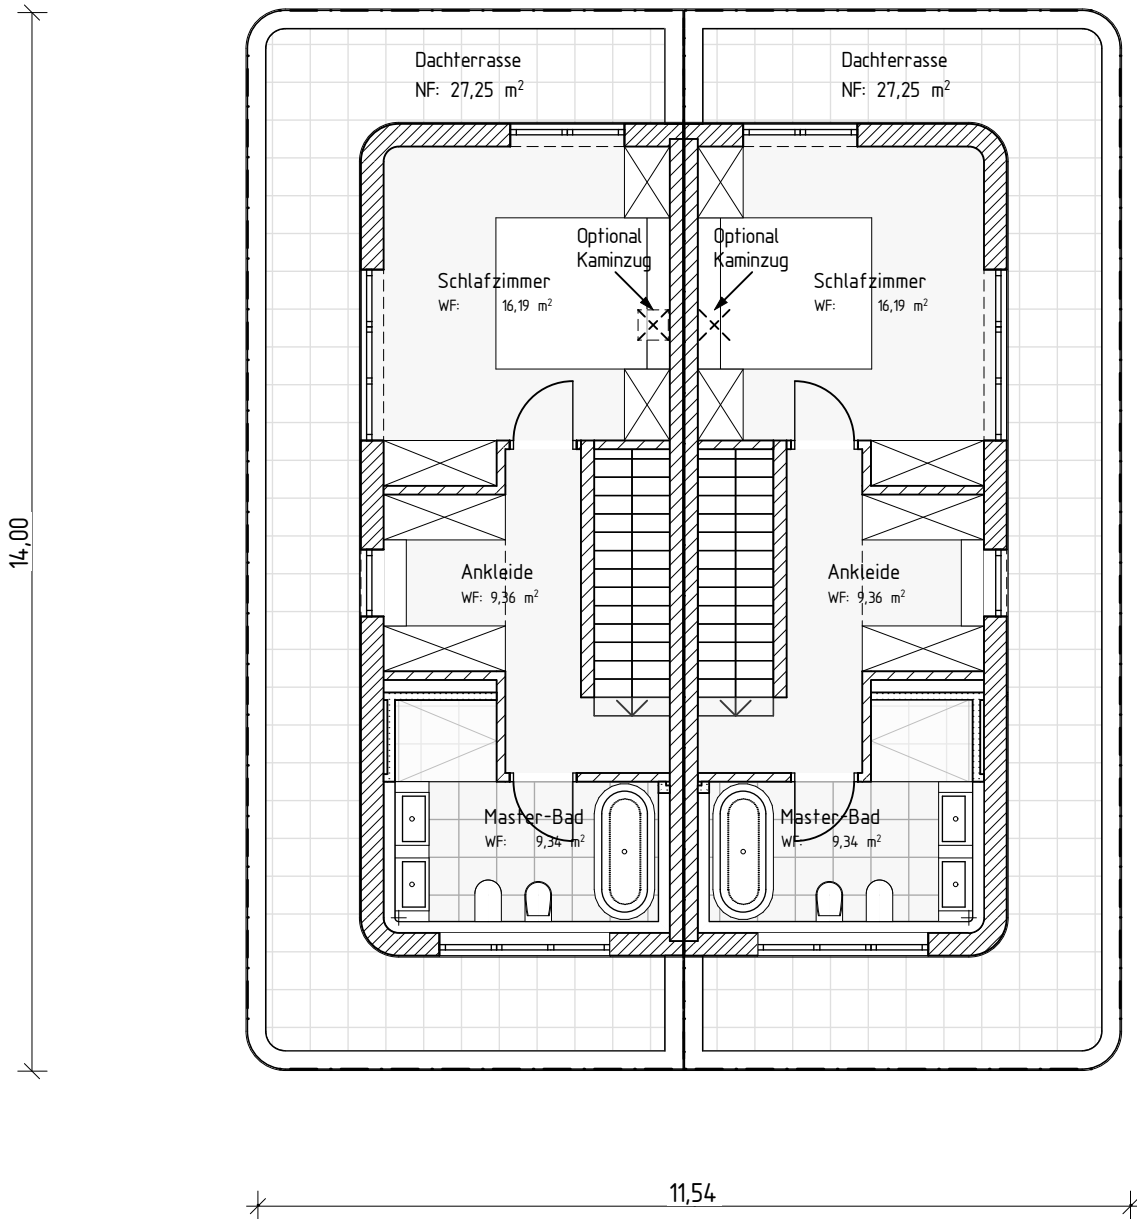 Dachterrasse
NF: 27,25 m²
Dachterrasse
NF: 27,25 m²
Optional
Kaminzug
Optional
Kaminzug
Schlafzimmer
WF: 16,19 m²
Schlafzimmer
WF: 16,19 m²
14,00
Ankleide
WF: 9,36 m²
Ankleide
WF: 9,36 m²
Master-Bad
WF: 9,34 m²
Master-Bad
WF: 9,34 m²
11,54